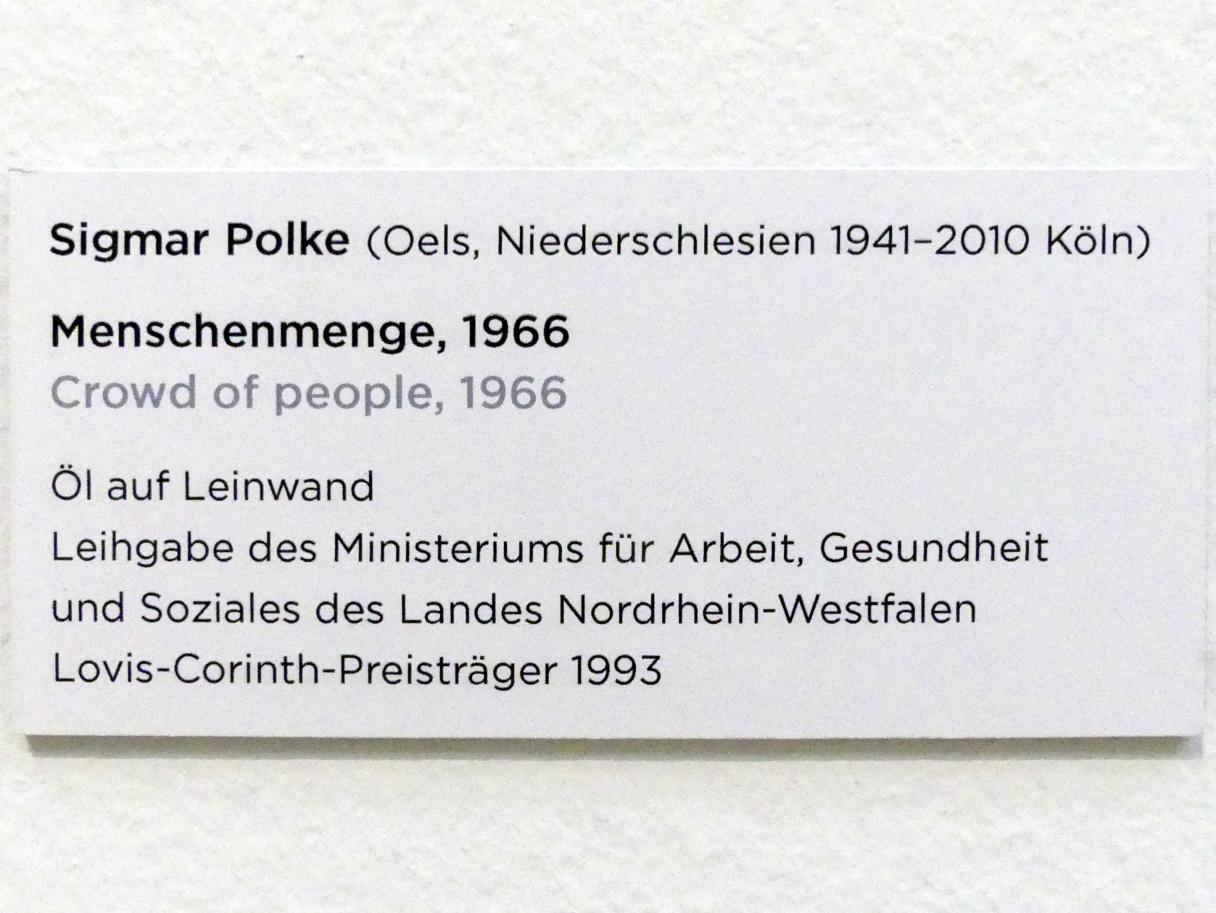 Sigmar Polke (Oels, Niederschlesien 1941–2010 Köln)
Menschenmenge, 1966
Crowd of people, 1966
Öl auf Leinwand
Leihgabe des Ministeriums für Arbeit, Gesundheit
und Soziales des Landes Nordrhein-Westfalen
Lovis-Corinth-Preisträger 1993